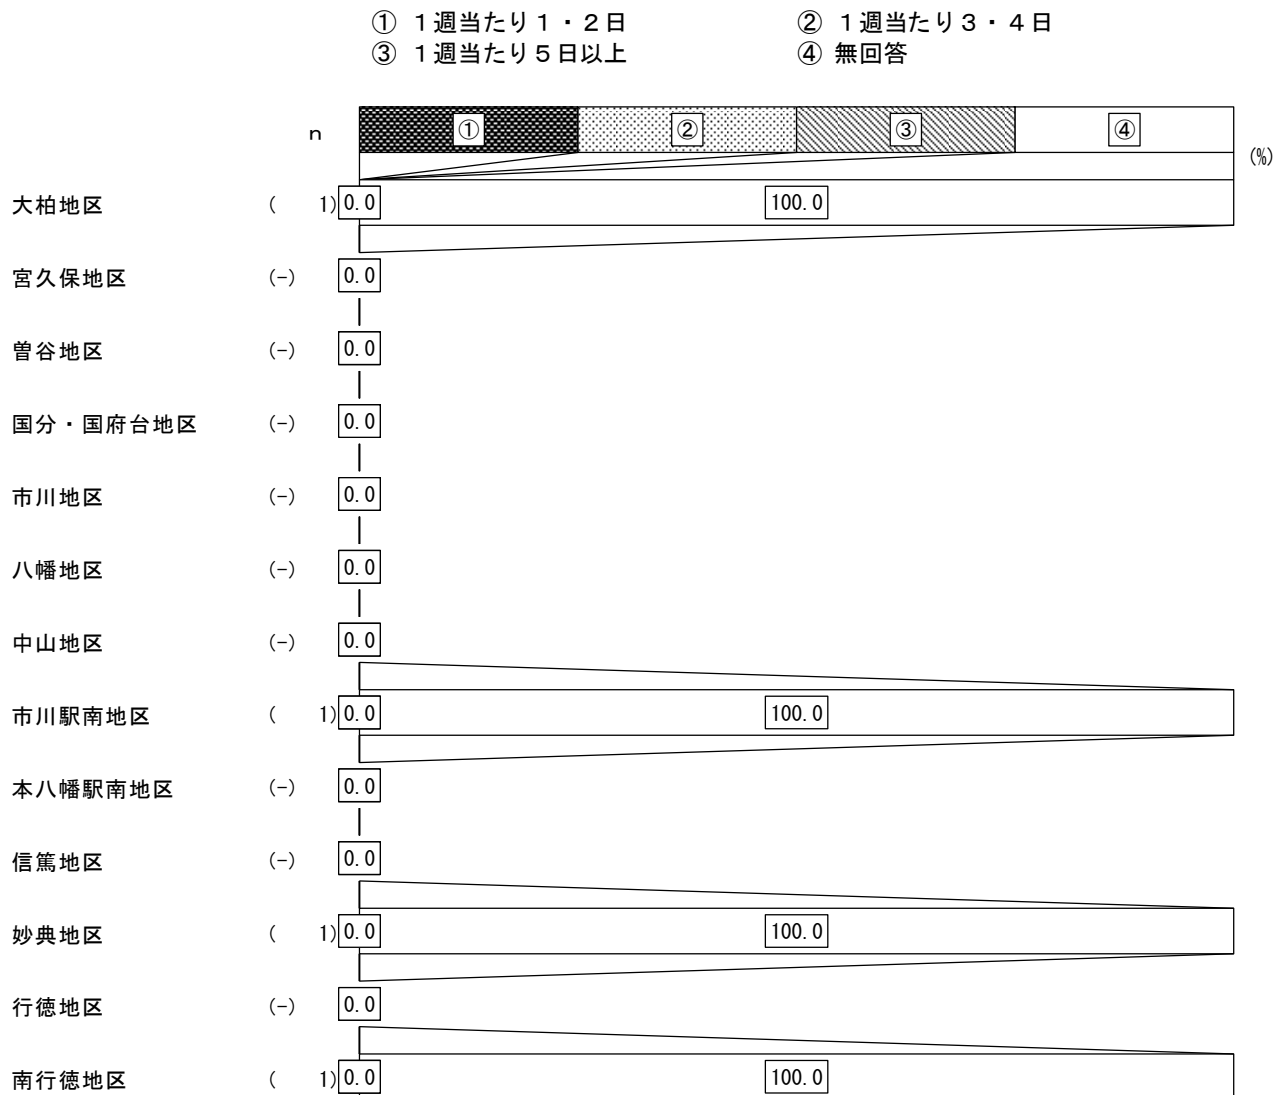 ① １週当たり１・２日 ② １週当たり３・４日
③ １週当たり５日以上 ④ 無回答
n ① ② ③ ④
(%)
大柏地区 ( 1) 0.0 100.0
宮久保地区 (-) 0.0
曽谷地区 (-) 0.0
国分・国府台地区 (-) 0.0
市川地区 (-) 0.0
八幡地区 (-) 0.0
中山地区 (-) 0.0
市川駅南地区 ( 1) 0.0 100.0
本八幡駅南地区 (-) 0.0
信篤地区 (-) 0.0
妙典地区 ( 1) 0.0 100.0
行徳地区 (-) 0.0
南行徳地区 ( 1) 0.0 100.0